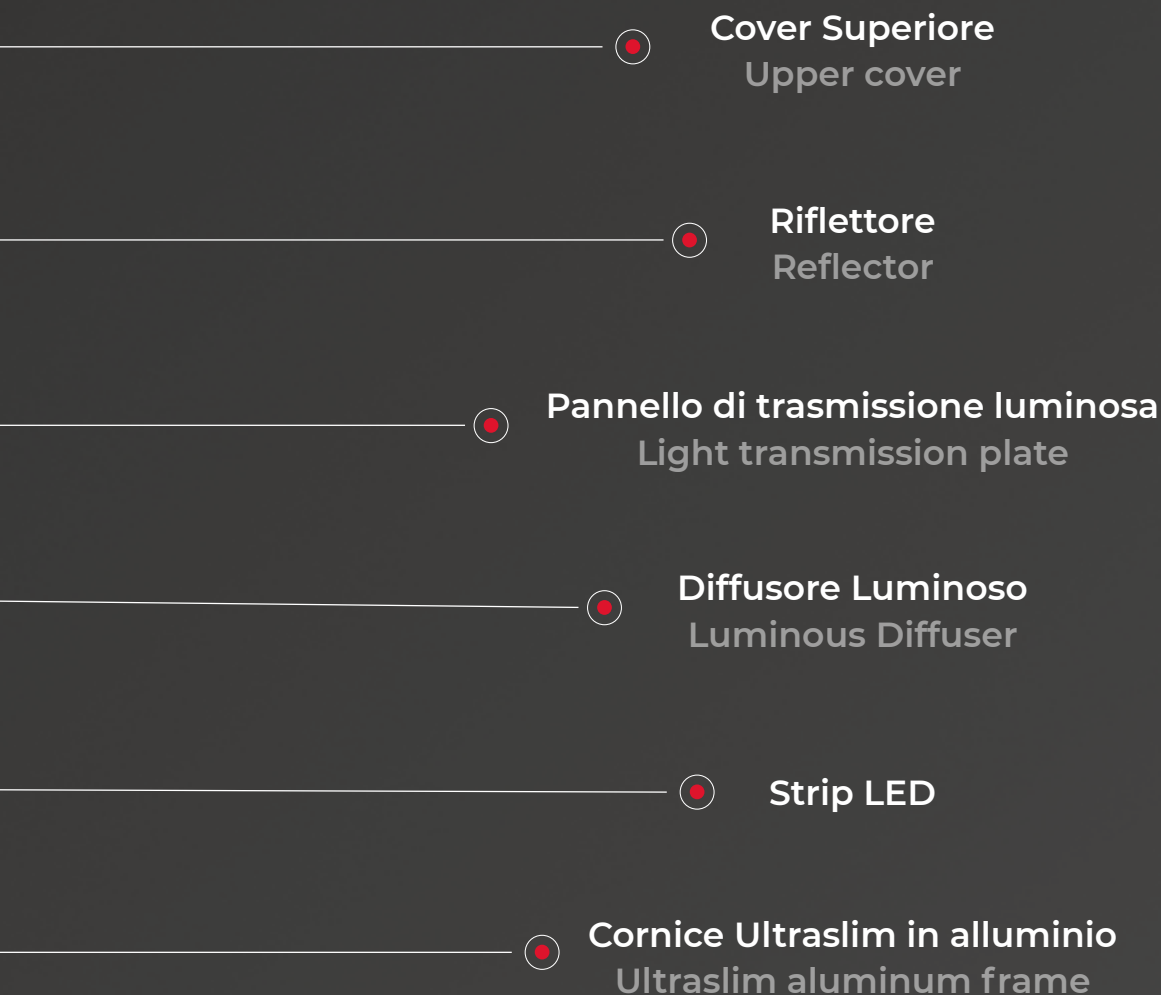 Cover Superiore
Upper cover
Riflettore
Reflector
Pannello di trasmissione luminosa
Light transmission plate
Diffusore Luminoso
Luminous Diffuser
Strip LED
Cornice Ultraslim in alluminio
Ultraslim aluminum frame